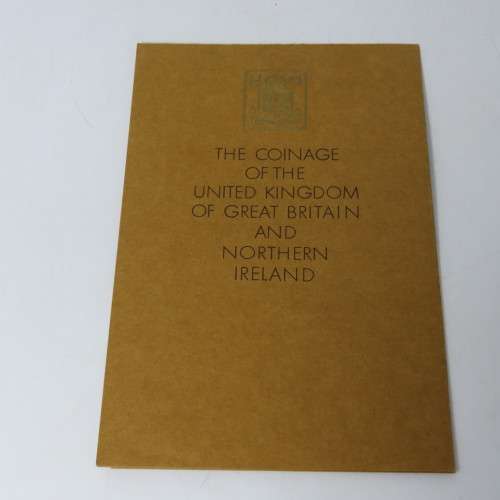 THE COINAGE
OF THE
UNITED KINGDOM
OF GREAT BRITAIN
AND
NORTHERN
IRELAND